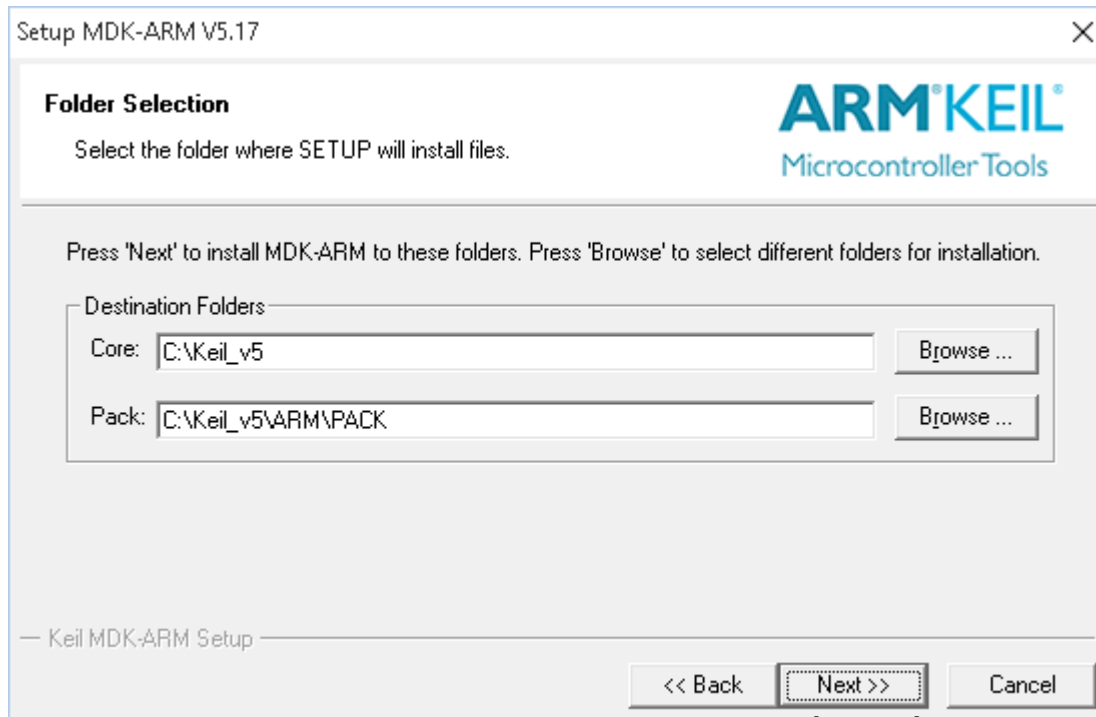 Setup MDK-ARM V5.17
Folder Selection
Select the folder where SETUP will install files.
ARM®KEIL®
Microcontroller Tools
Press 'Next' to install MDK-ARM to these folders. Press 'Browse' to select different folders for installation.
Destination Folders
Core: C:\Keil_v5 Browse ...
Pack: C:\Keil_v5\ARM\PACK Browse ...
Keil MDK-ARM Setup
<< Back Next >> Cancel